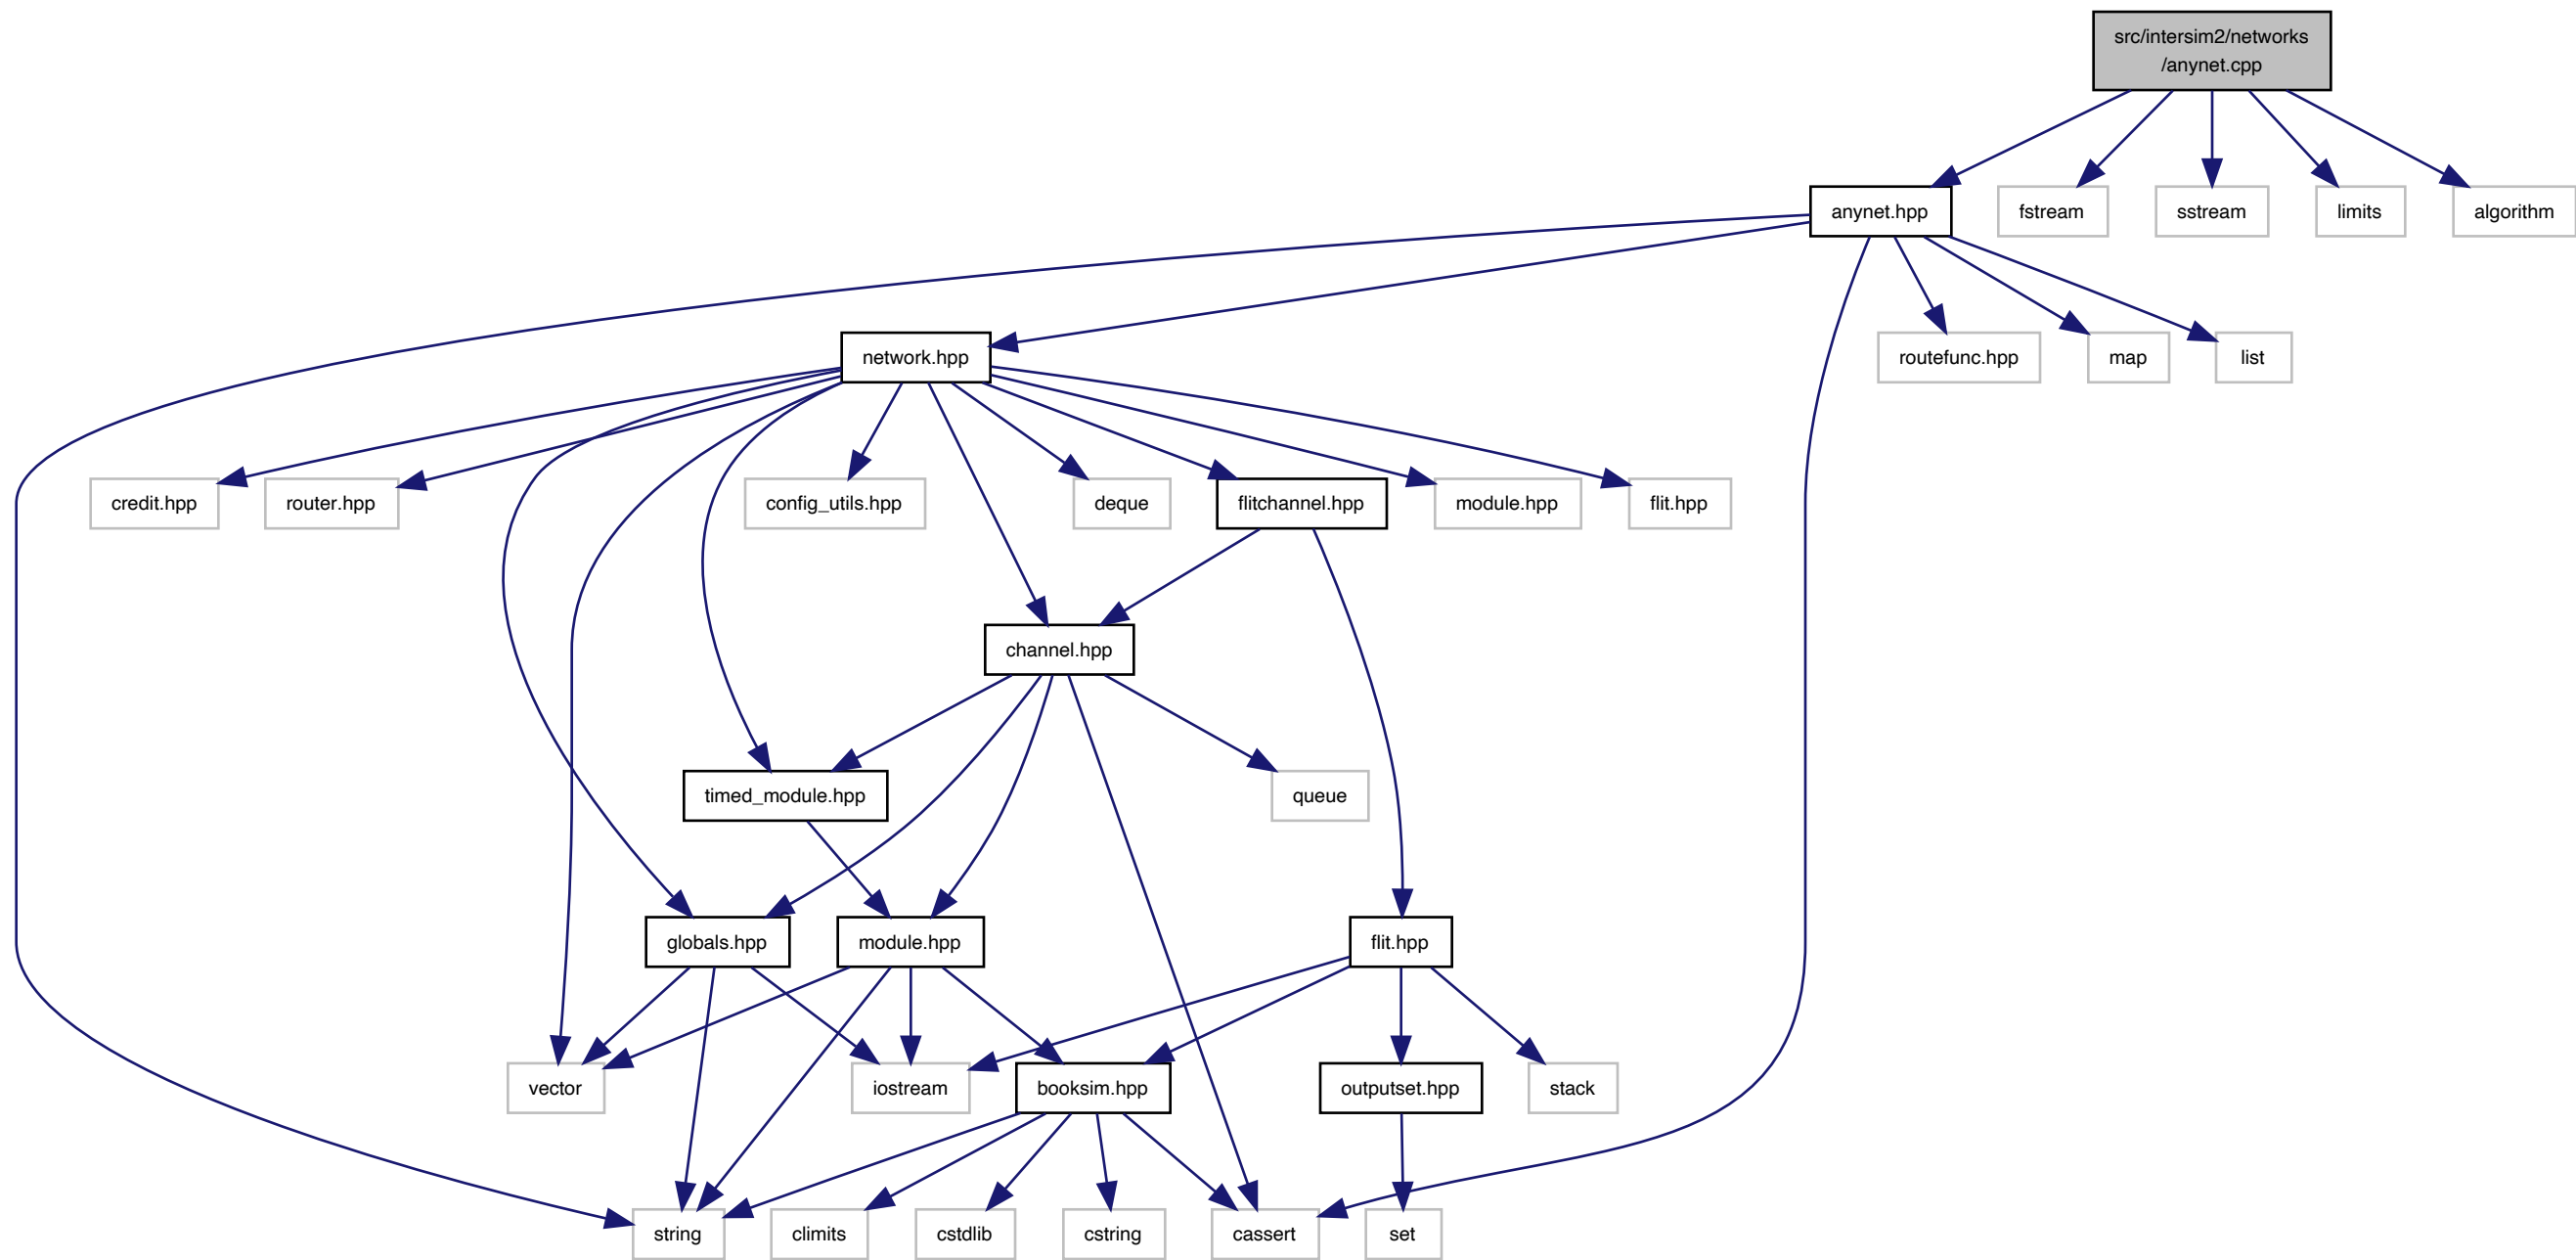 src/intersim2/networks
/anynet.cpp
anynet.hpp
fstream
sstream
limits
algorithm
network.hpp
routefunc.hpp
map
list
credit.hpp
router.hpp
config_utils.hpp
deque
flitchannel.hpp
module.hpp
flit.hpp
channel.hpp
timed_module.hpp
queue
globals.hpp
module.hpp
flit.hpp
vector
iostream
booksim.hpp
outputset.hpp
stack
string
climits
cstdlib
cstring
cassert
set